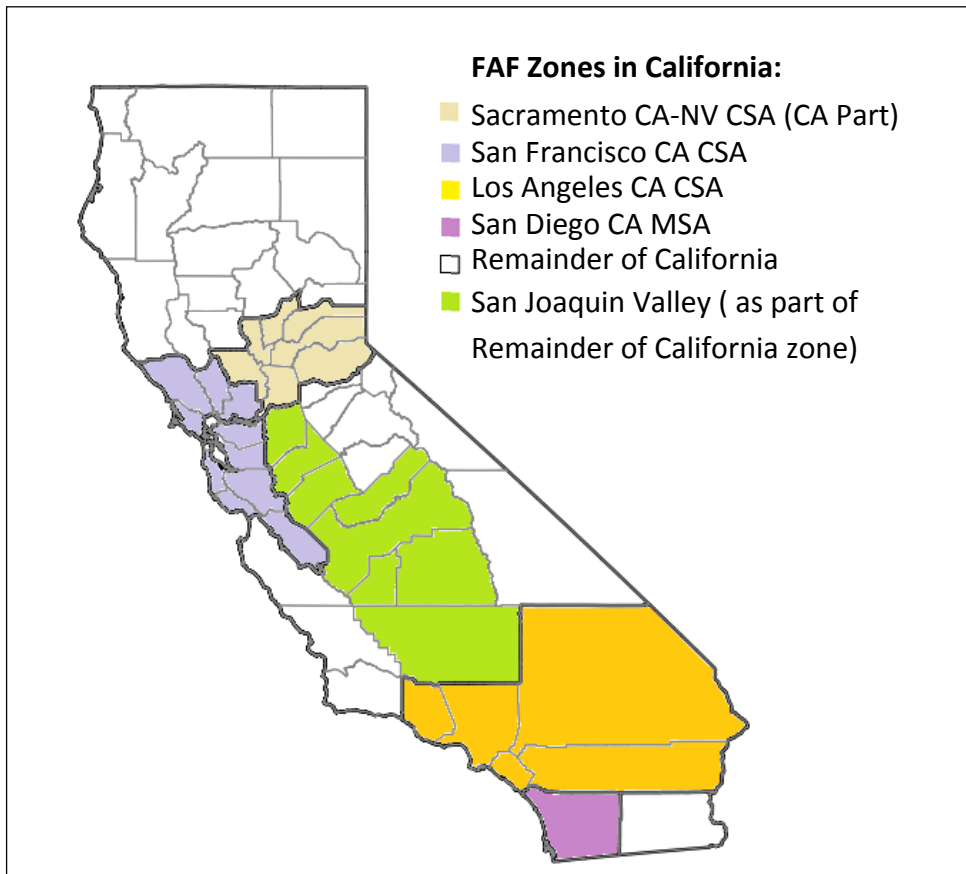 FAF Zones in California:
Sacramento CA-NV CSA (CA Part)
San Francisco CA CSA
Los Angeles CA CSA
San Diego CA MSA
Remainder of California
San Joaquin Valley ( as part of
Remainder of California zone)